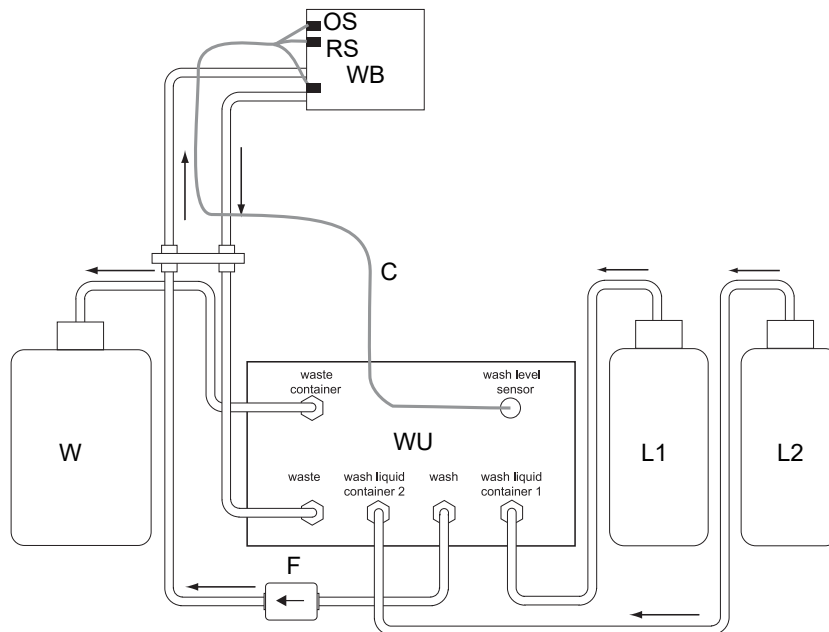 OS
RS
WB
C
waste
container
wash level
sensor
W
WU
L1
L2
waste
wash liquid
container 2
wash
wash liquid
container 1
F